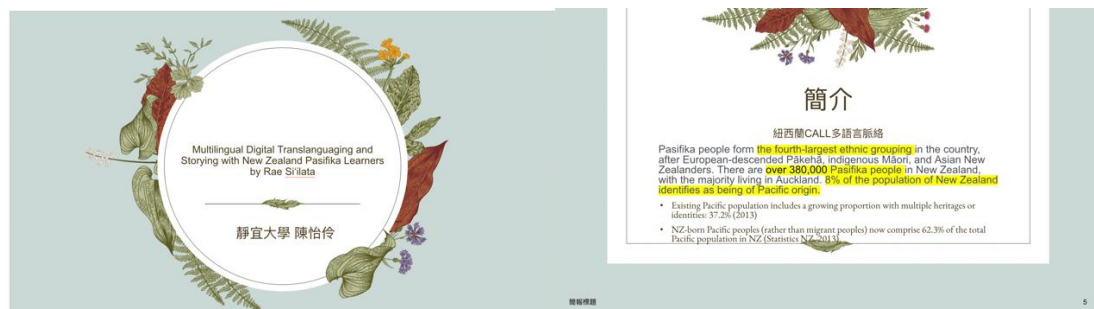 Multilingual Digital Translanguaging and
Storying with New Zealand Pasifika Learners
by Rae Si'ilata
靜宜大學 陳怡伶
簡介
紐西蘭CALL多語言脈絡
Pasifika people form the fourth-largest ethnic grouping in the country,
after European-descended Pākehā, indigenous Māori, and Asian New
Zealanders. There are over 380,000 Pasifika people in New Zealand,
with the majority living in Auckland. 8% of the population of New Zealand
identifies as being of Pacific origin.
• Existing Pacific population includes a growing proportion with multiple heritages or
identities: 37.2% (2013)
• NZ-born Pacific peoples (rather than migrant peoples) now comprise 62.3% of the total
Pacific population in NZ (Statistics NZ, 2013)
簡報標題
5